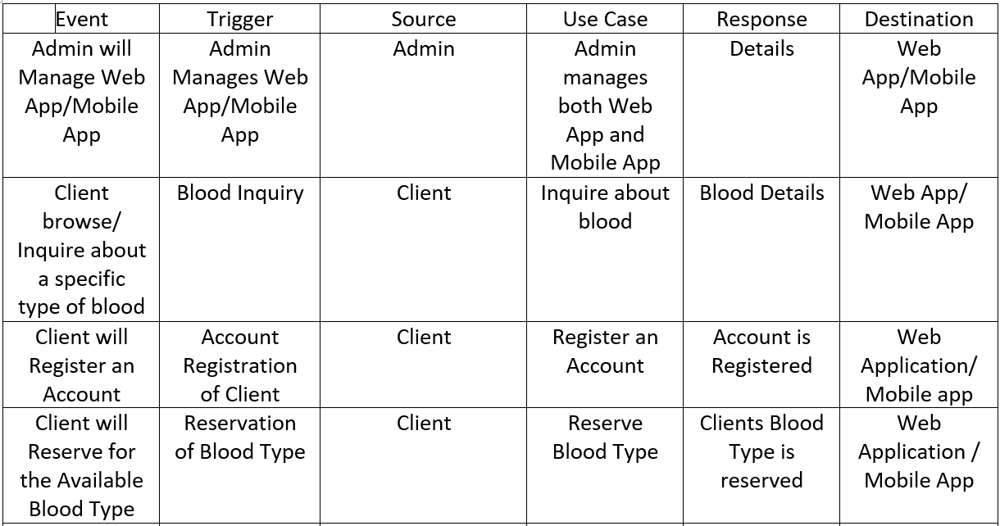 Event Trigger Source Use Case Response Destination
Admin will Admin Admin Admin Details Web
Manage Web Manages Web manages App/Mobile
App/Mobile App/Mobile both Web App
App App App and
Mobile App
Client Blood Inquiry Client Inquire about Blood Details Web App/
browse/ blood Mobile App
Inquire about
a specific
type of blood
Client will Account Client Register an Account is Web
Register an Registration Account Registered Application/
Account of Client Mobile app
Client will Reservation Client Reserve Clients Blood Web
Reserve for of Blood Type Blood Type Type is Application /
the Available reserved Mobile App
Blood Type